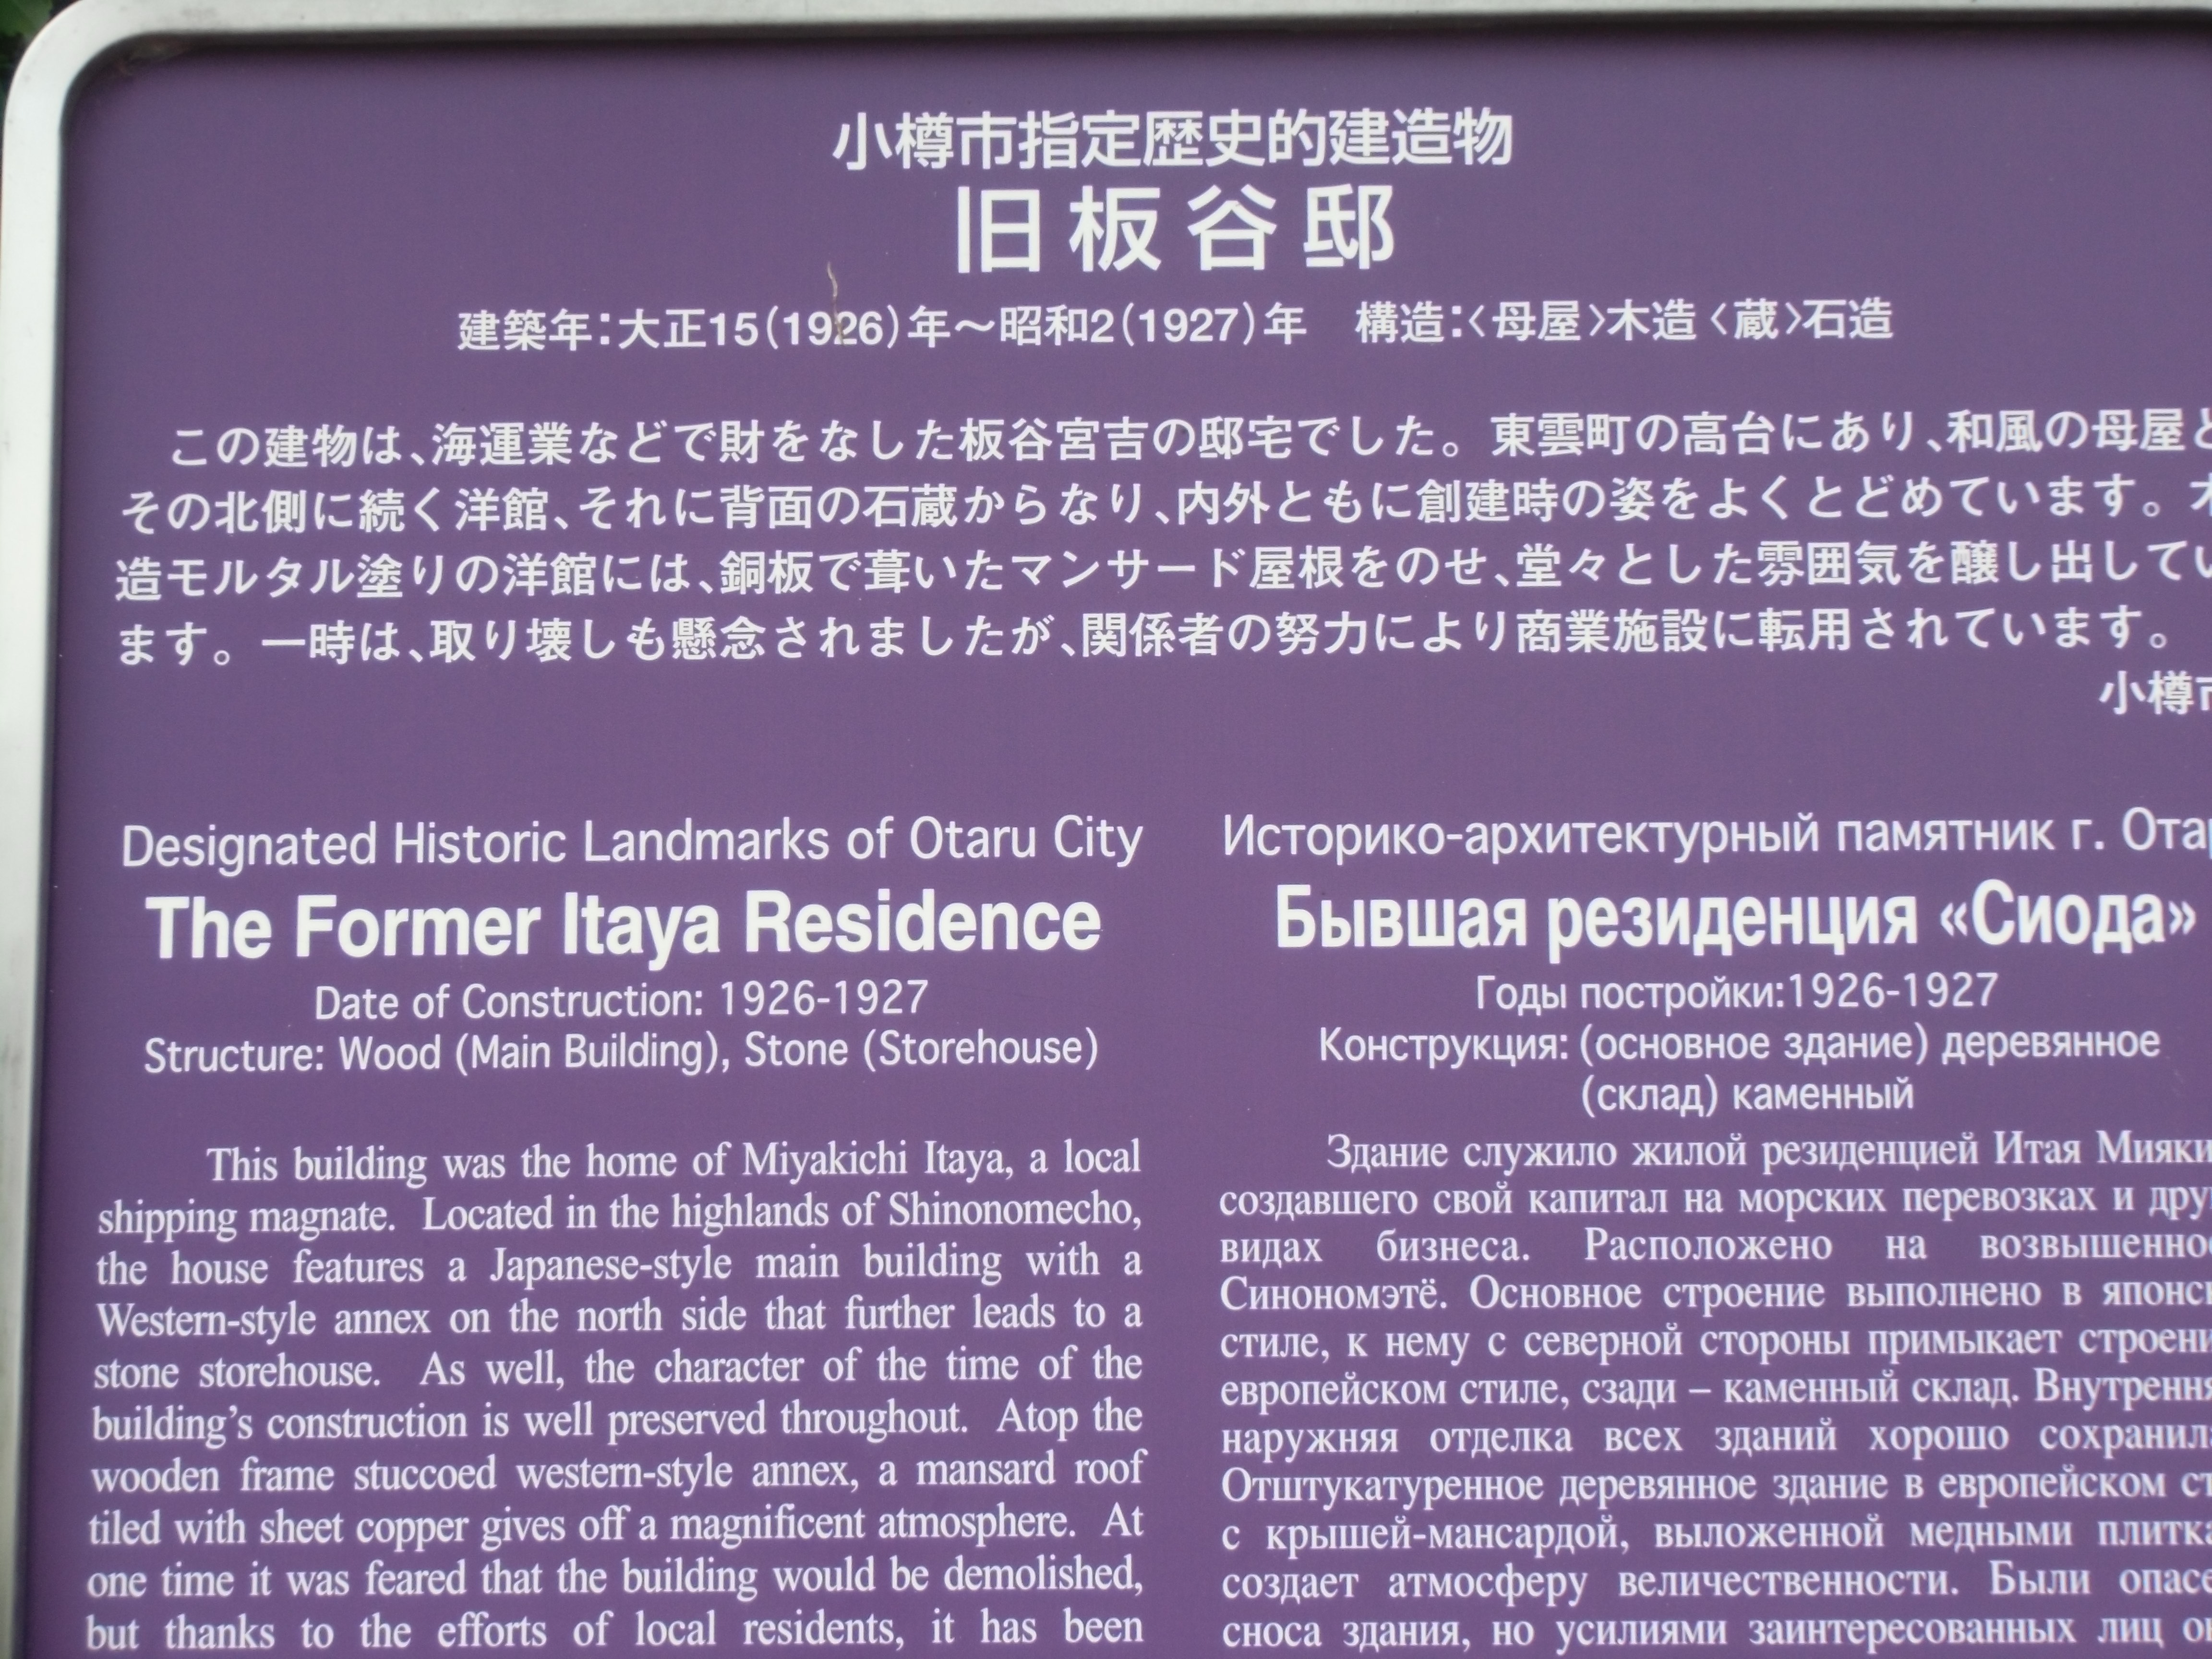 小樽市指定歴史的建造物
旧板谷邸
建築年：大正15（1926）年～昭和2（1927）年　構造：〈母屋〉木造〈蔵〉石造
この建物は、海運業などで財をなした板谷宮吉の邸宅でした。東雲町の高台にあり、和風の母屋と
その北側に続く洋館、それに背面の石蔵からなり、内外ともに創建時の姿をよくとどめています。木
造モルタル塗りの洋館には、銅板で葺いたマンサード屋根をのせ、堂々とした雰囲気を醸し出してい
ます。一時は、取り壊しも懸念されましたが、関係者の努力により商業施設に転用されています。
小樽市
Designated Historic Landmarks of Otaru City
The Former Itaya Residence
Date of Construction: 1926-1927
Structure: Wood (Main Building), Stone (Storehouse)
This building was the home of Miyakichi Itaya, a local
shipping magnate. Located in the highlands of Shinonomecho,
the house features a Japanese-style main building with a
Western-style annex on the north side that further leads to a
stone storehouse. As well, the character of the time of the
building's construction is well preserved throughout. Atop the
wooden frame stuccoed western-style annex, a mansard roof
tiled with sheet copper gives off a magnificent atmosphere. At
one time it was feared that the building would be demolished,
but thanks to the efforts of local residents, it has been
Историко-архитектурный памятник г.
Бывшая резиденция «Сиода»
Годы постройки:1926-1927
Конструкция: (основное здание) деревянное
(склад) каменный
Здание служило жилой резиденцией Итая
создавшего свой капитал на морских перевозках и
видах бизнеса. Расположено на
Синономэтё. Основное строение выполнено в
стиле, к нему с северной стороны примыкает
европейском стиле, сзади – каменный склад.
наружняя отделка всех зданий хорошо
Отштукатуренное деревянное здание в европейском
с крышей-мансардой, выложенной медными
создает атмосферу величественности. Были
сноса здания, но усилиями заинтересованных лиц